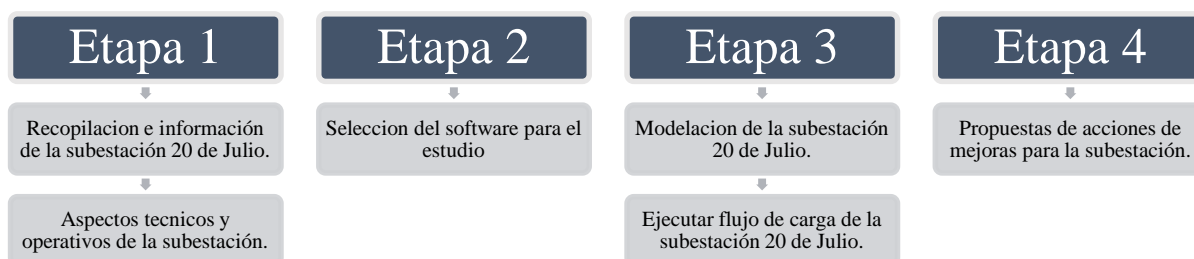 Etapa 1
Recopilacion e información
de la subestación 20 de Julio.
Aspectos tecnicos y
operativos de la subestación.
Etapa 2
Seleccion del software para el
estudio
Etapa 3
Modelacion de la subestación
20 de Julio.
Ejecutar flujo de carga de la
subestación 20 de Julio.
Etapa 4
Propuestas de acciones de
mejoras para la subestación.